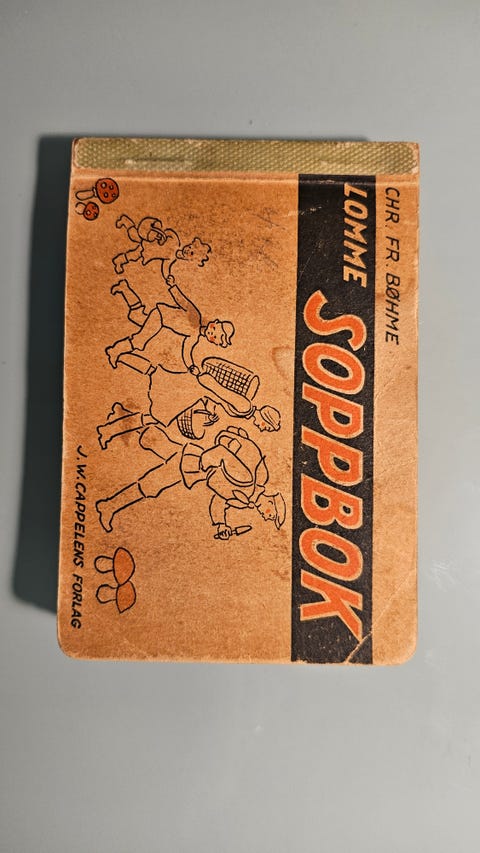 CHR. FR. BØHME
LOMME SOPPBOK
J.W. CAPPELENS FORLAG